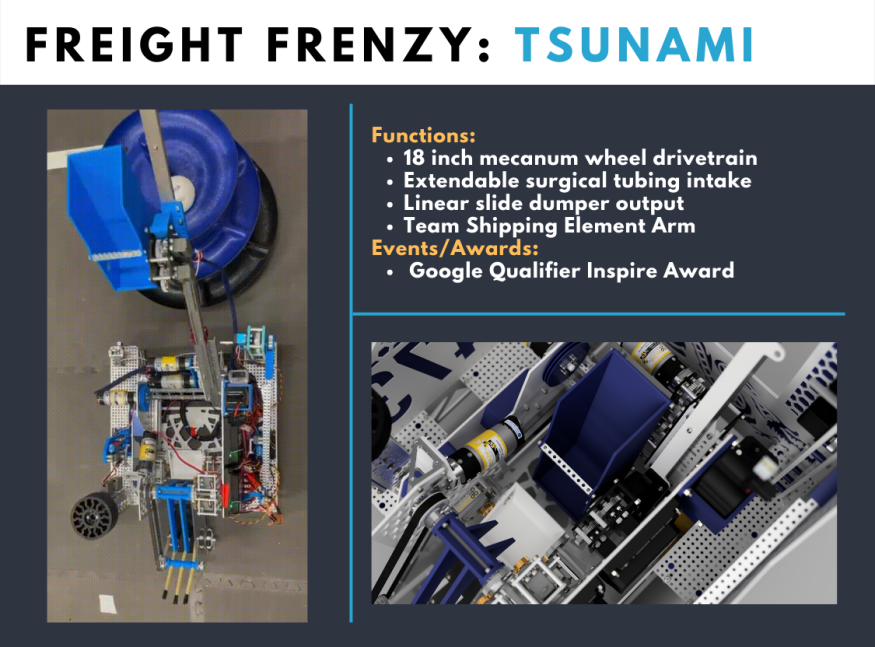 FREIGHT FRENZY: TSUNAMI
Functions:
• 18 inch mecanum wheel drivetrain
• Extendable surgical tubing intake
• Linear slide dumper output
• Team Shipping Element Arm
Events/Awards:
• Google Qualifier Inspire Award